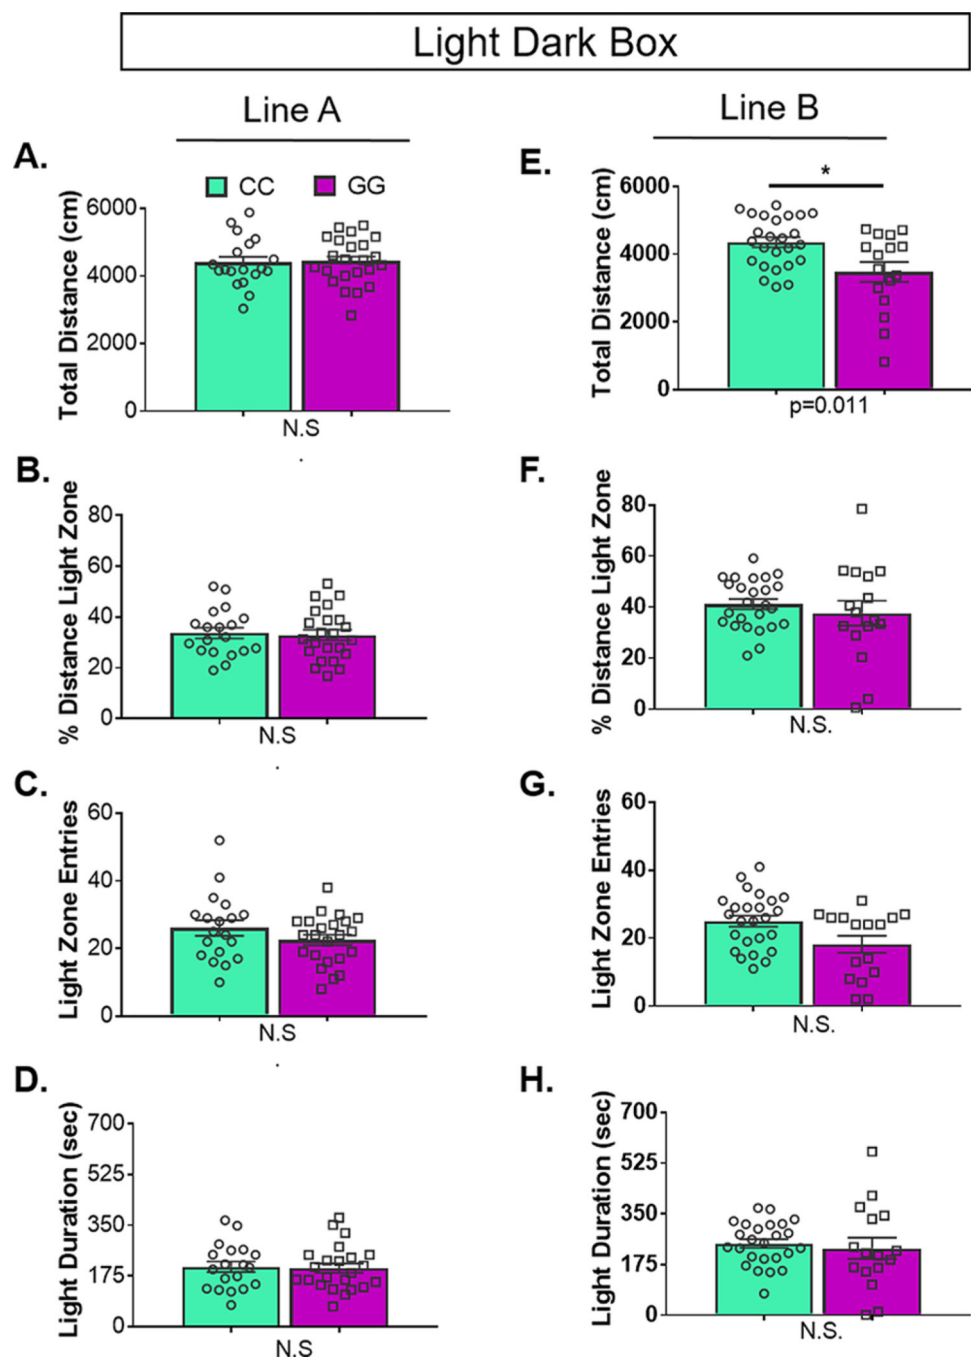 Light Dark Box
Line A
Line B
A.
CC
GG
Total Distance (cm)
6000
4000
2000
0
N.S
E.
*
Total Distance (cm)
6000
4000
2000
0
p=0.011
B.
% Distance Light Zone
80
60
40
20
0
N.S
F.
% Distance Light Zone
80
60
40
20
0
N.S.
C.
Light Zone Entries
60
40
20
0
N.S
G.
Light Zone Entries
60
40
20
0
N.S.
D.
Light Duration (sec)
700
525
350
175
0
N.S
H.
Light Duration (sec)
700
525
350
175
0
N.S.